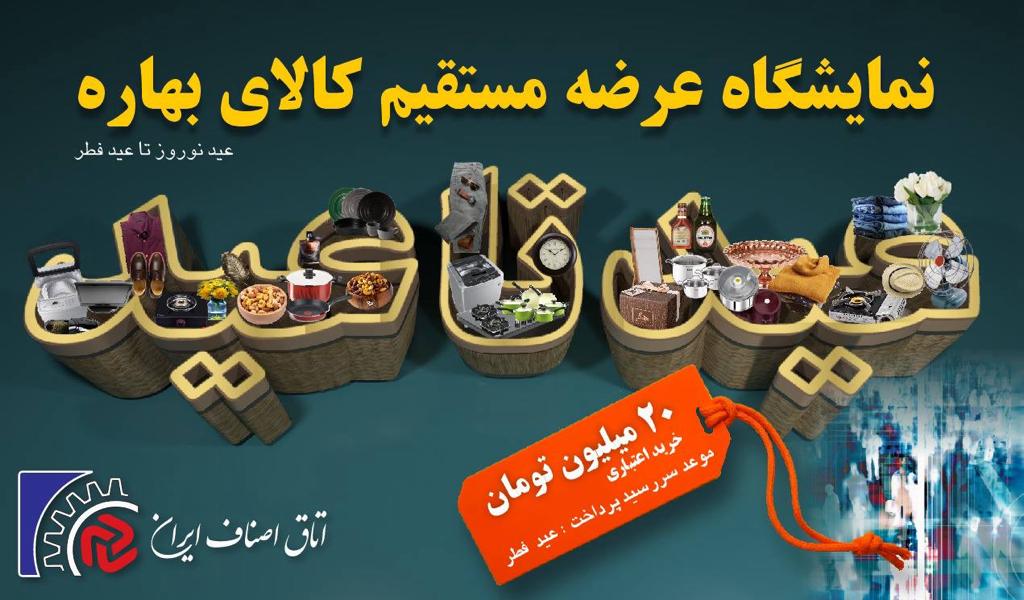 نمایشگاه عرضه مستقیم کالای بهاره
عید نوروز تا عید فطر
عید تا عید
۲۰ میلیون تومان
خرید اعتباری
موعد سررسید پرداخت : عید فطر
اتاق اصناف ایران